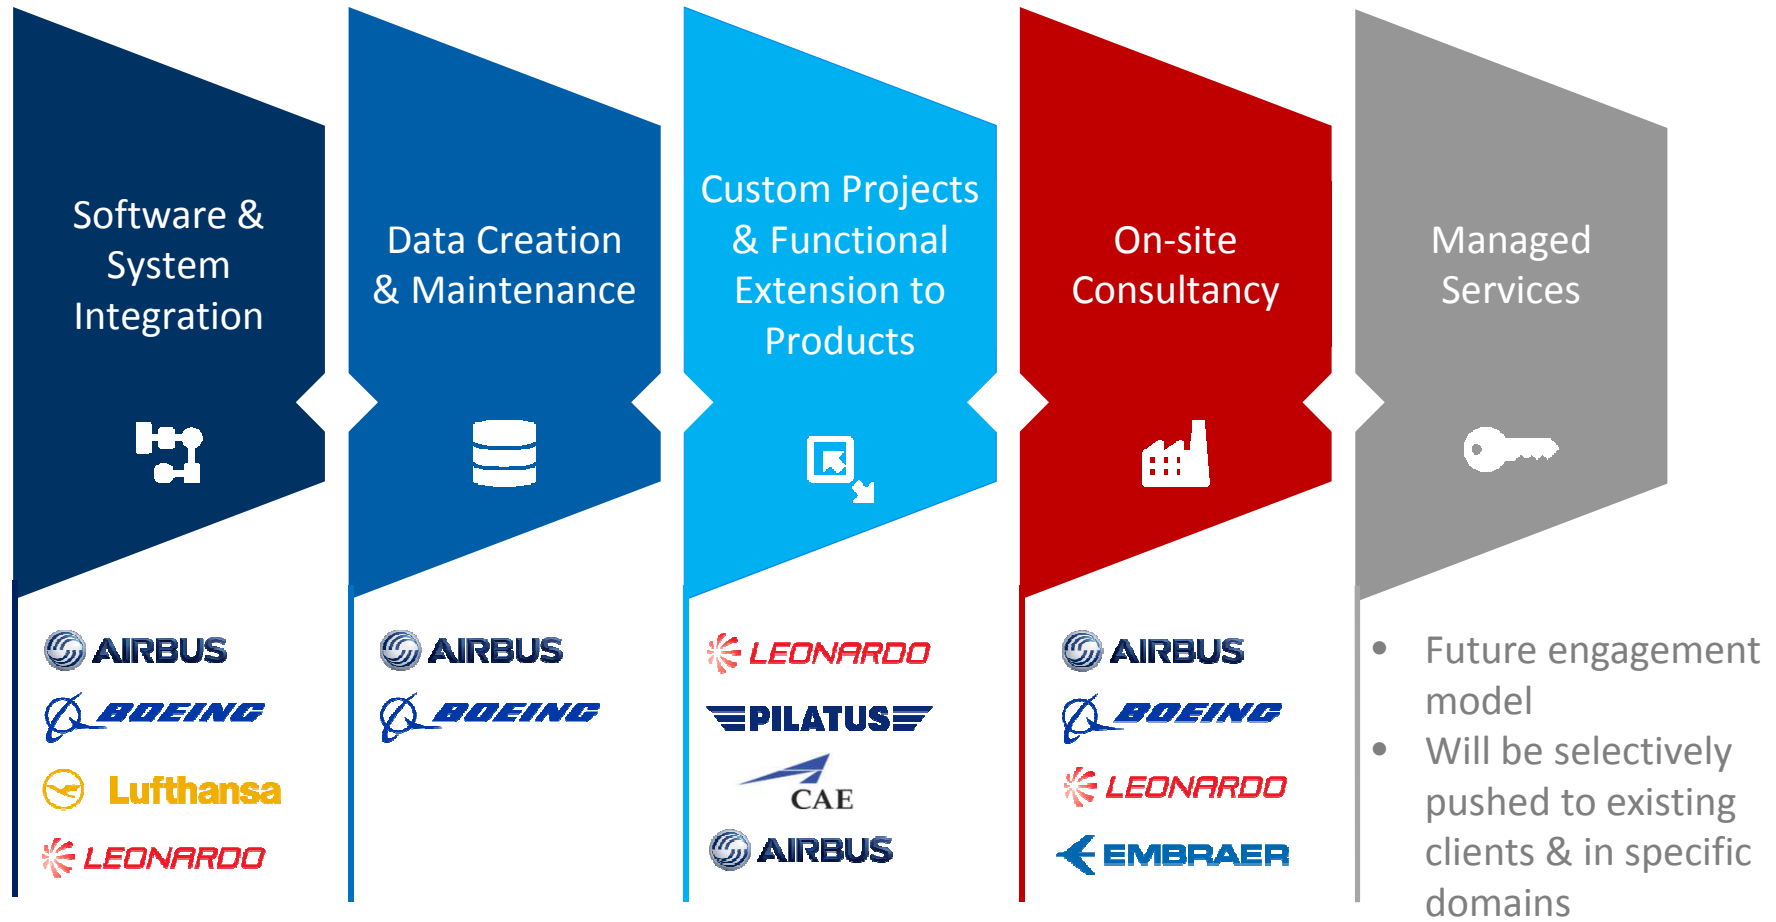 Software &
System
Integration
Data Creation
& Maintenance
Custom Projects
& Functional
Extension to
Products
On-site
Consultancy
Managed
Services
AIRBUS
BOEING
Lufthansa
LEONARDO
AIRBUS
BOEING
LEONARDO
PILATUS
CAE
AIRBUS
AIRBUS
BOEING
LEONARDO
EMBRAER
• Future engagement
model
• Will be selectively
pushed to existing
clients & in specific
domains